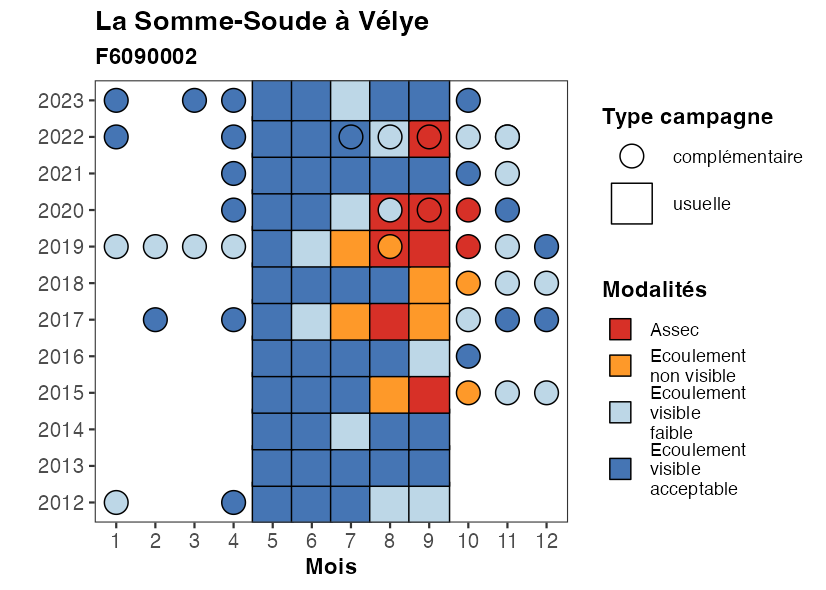 La Somme-Soude à Vélye
F6090002
2023
2022
2021
2020
2019
2018
2017
2016
2015
2014
2013
2012
1 2 3 4 5 6 7 8 9 10 11 12
Mois
Type campagne
complémentaire
usuelle
Modalités
Assec
Ecoulement
non visible
Ecoulement
visible
faible
Ecoulement
visible
acceptable